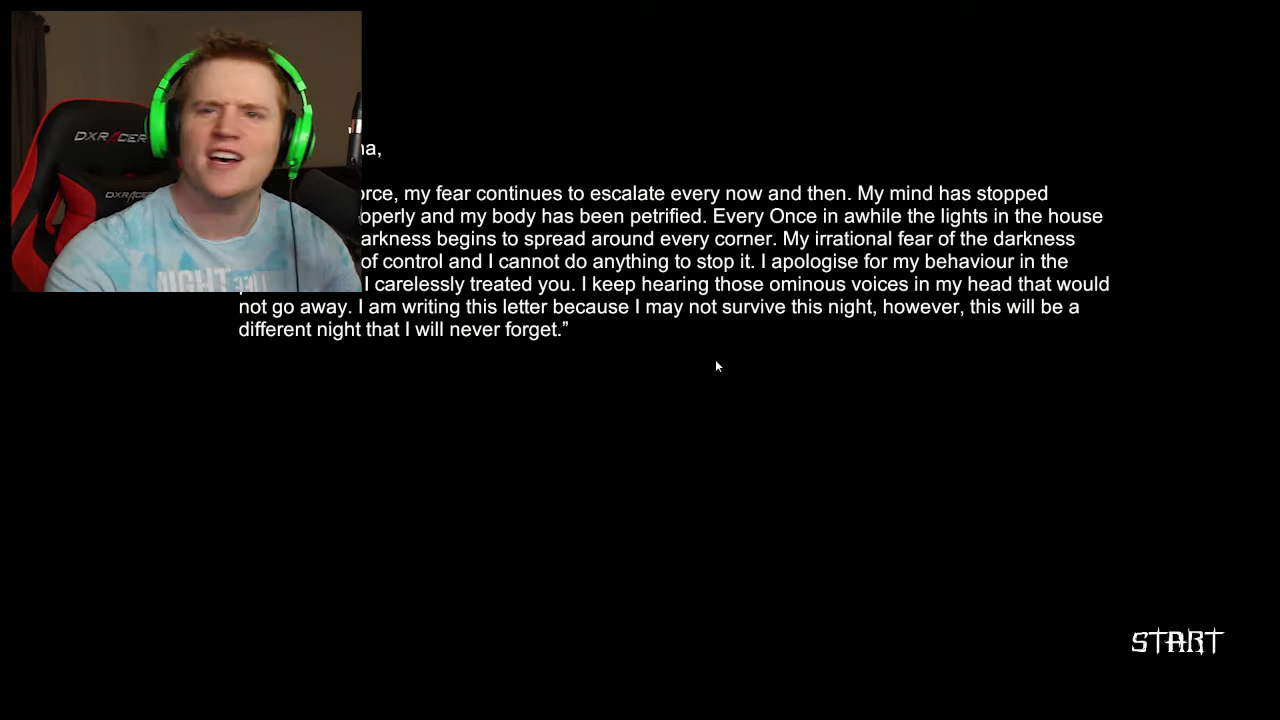 DXRACER
DXRACER
na,
orce, my fear continues to escalate every now and then. My mind has stopped
operly and my body has been petrified. Every Once in awhile the lights in the house
arkness begins to spread around every corner. My irrational fear of the darkness
of control and I cannot do anything to stop it. I apologise for my behaviour in the
I carelessly treated you. I keep hearing those ominous voices in my head that would
not go away. I am writing this letter because I may not survive this night, however, this will be a
different night that I will never forget.”
START